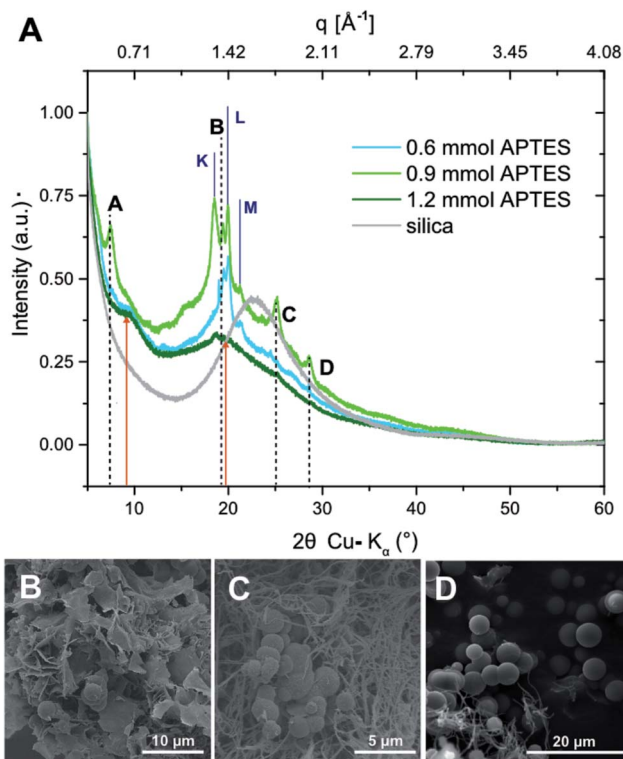 A
q [Å⁻¹]
0.71 1.42 2.11 2.79 3.45 4.08
1.00
0.75
0.50
0.25
0.00
Intensity (a.u.)
A
K
B
L
M
C
D
0.6 mmol APTES
0.9 mmol APTES
1.2 mmol APTES
silica
10 20 30 40 50 60
2θ Cu-Kα (°)
B
10 µm
C
5 µm
D
20 µm